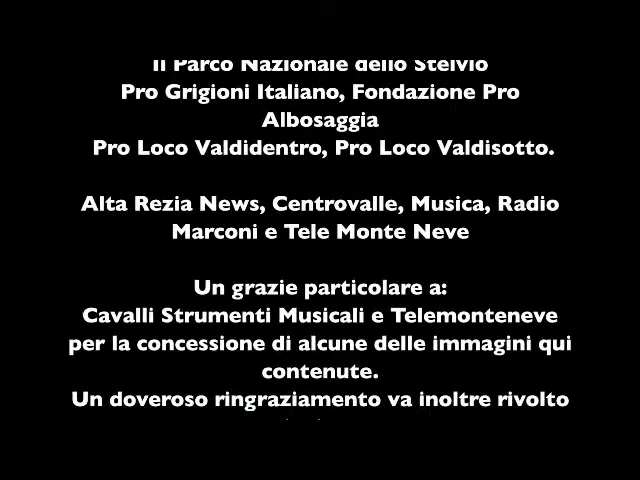 Il Parco Nazionale dello Stelvio
Pro Grigioni Italiano, Fondazione Pro
Albosaggia
Pro Loco Valdidentro, Pro Loco Valdisotto.
Alta Rezia News, Centrovalle, Musica, Radio
Marconi e Tele Monte Neve
Un grazie particolare a:
Cavalli Strumenti Musicali e Telemonteneve
per la concessione di alcune delle immagini qui
contenute.
Un doveroso ringraziamento va inoltre rivolto